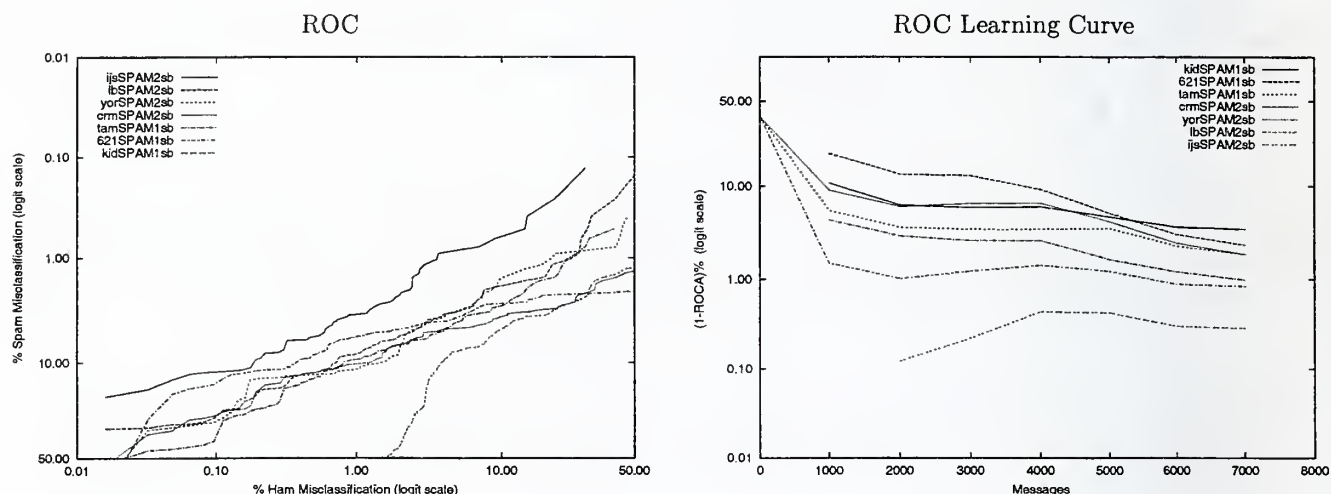 ROC
0.01
0.10
1.00
10.00
50.00
0.01
0.10
1.00
10.00
50.00
% Spam Misclassification (logit scale)
% Ham Misclassification (logit scale)
ijsSPAM2sb
lbSPAM2sb
yorSPAM2sb
crmSPAM2sb
tamSPAM1sb
621SPAM1sb
kidSPAM1sb
ROC Learning Curve
50.00
10.00
1.00
0.10
0.01
0
1000
2000
3000
4000
5000
6000
7000
8000
(1-ROCA)% (logit scale)
Messages
kidSPAM1sb
621SPAM1sb
tamSPAM1sb
crmSPAM2sb
yorSPAM2sb
lbSPAM2sb
ijsSPAM2sb